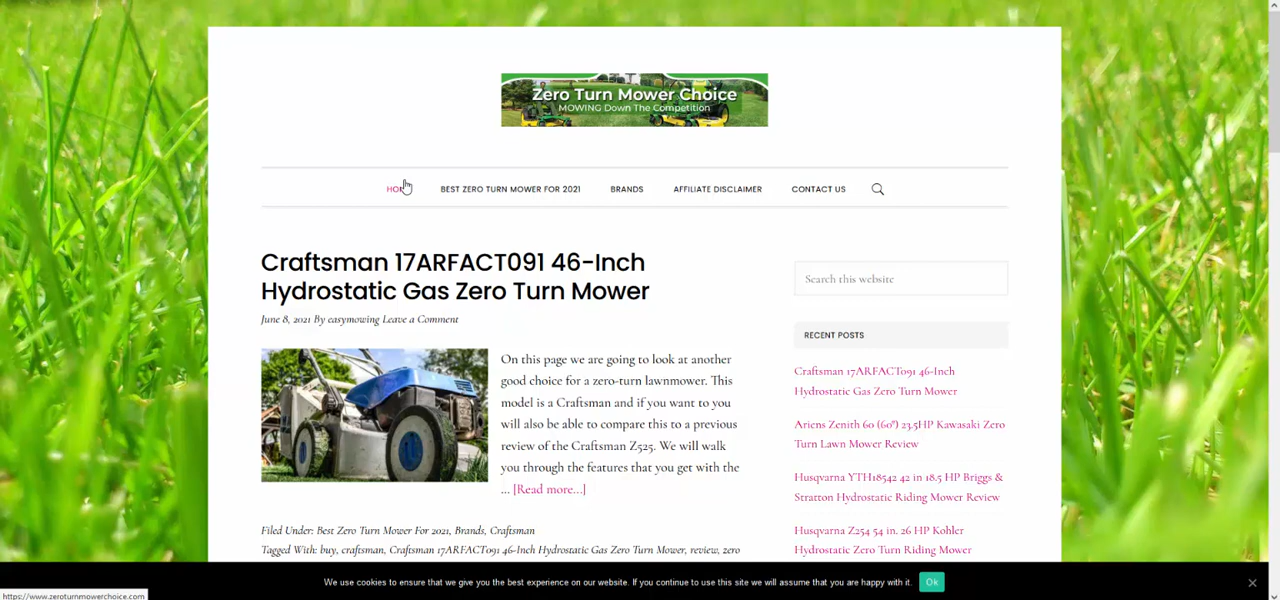 Zero Turn Mower Choice
MOWING Down The Competition
BEST ZERO TURN MOWER FOR 2021 BRANDS AFFILIATE DISCLAIMER CONTACT US
Craftsman 17ARFACT091 46-Inch
Hydrostatic Gas Zero Turn Mower
June 8, 2021 By easymowing Leave a Comment
On this page we are going to look at another
good choice for a zero-turn lawnmower. This
model is a Craftsman and if you want to you
will also be able to compare this to a previous
review of the Craftsman Z525. We will walk
you through the features that you get with the
... [Read more...]
Filed Under: Best Zero Turn Mower For 2021, Brands, Craftsman
Tagged With: buy, craftsman, Craftsman 17ARFACT091 46-Inch Hydrostatic Gas Zero Turn Mower, review, zero
Search this website
RECENT POSTS
Craftsman 17ARFACT091 46-Inch
Hydrostatic Gas Zero Turn Mower
Ariens Zenith 60 (60") 23.5HP Kawasaki Zero
Turn Lawn Mower Review
Husqvarna YTH18542 42 in 18.5 HP Briggs &
Stratton Hydrostatic Riding Mower Review
Husqvarna Z254 54 in. 26 HP Kohler
Hydrostatic Zero Turn Riding Mower
We use cookies to ensure that we give you the best experience on our website. If you continue to use this site we will assume that you are happy with it. Ok
https://www.zeroturnmowerchoice.com